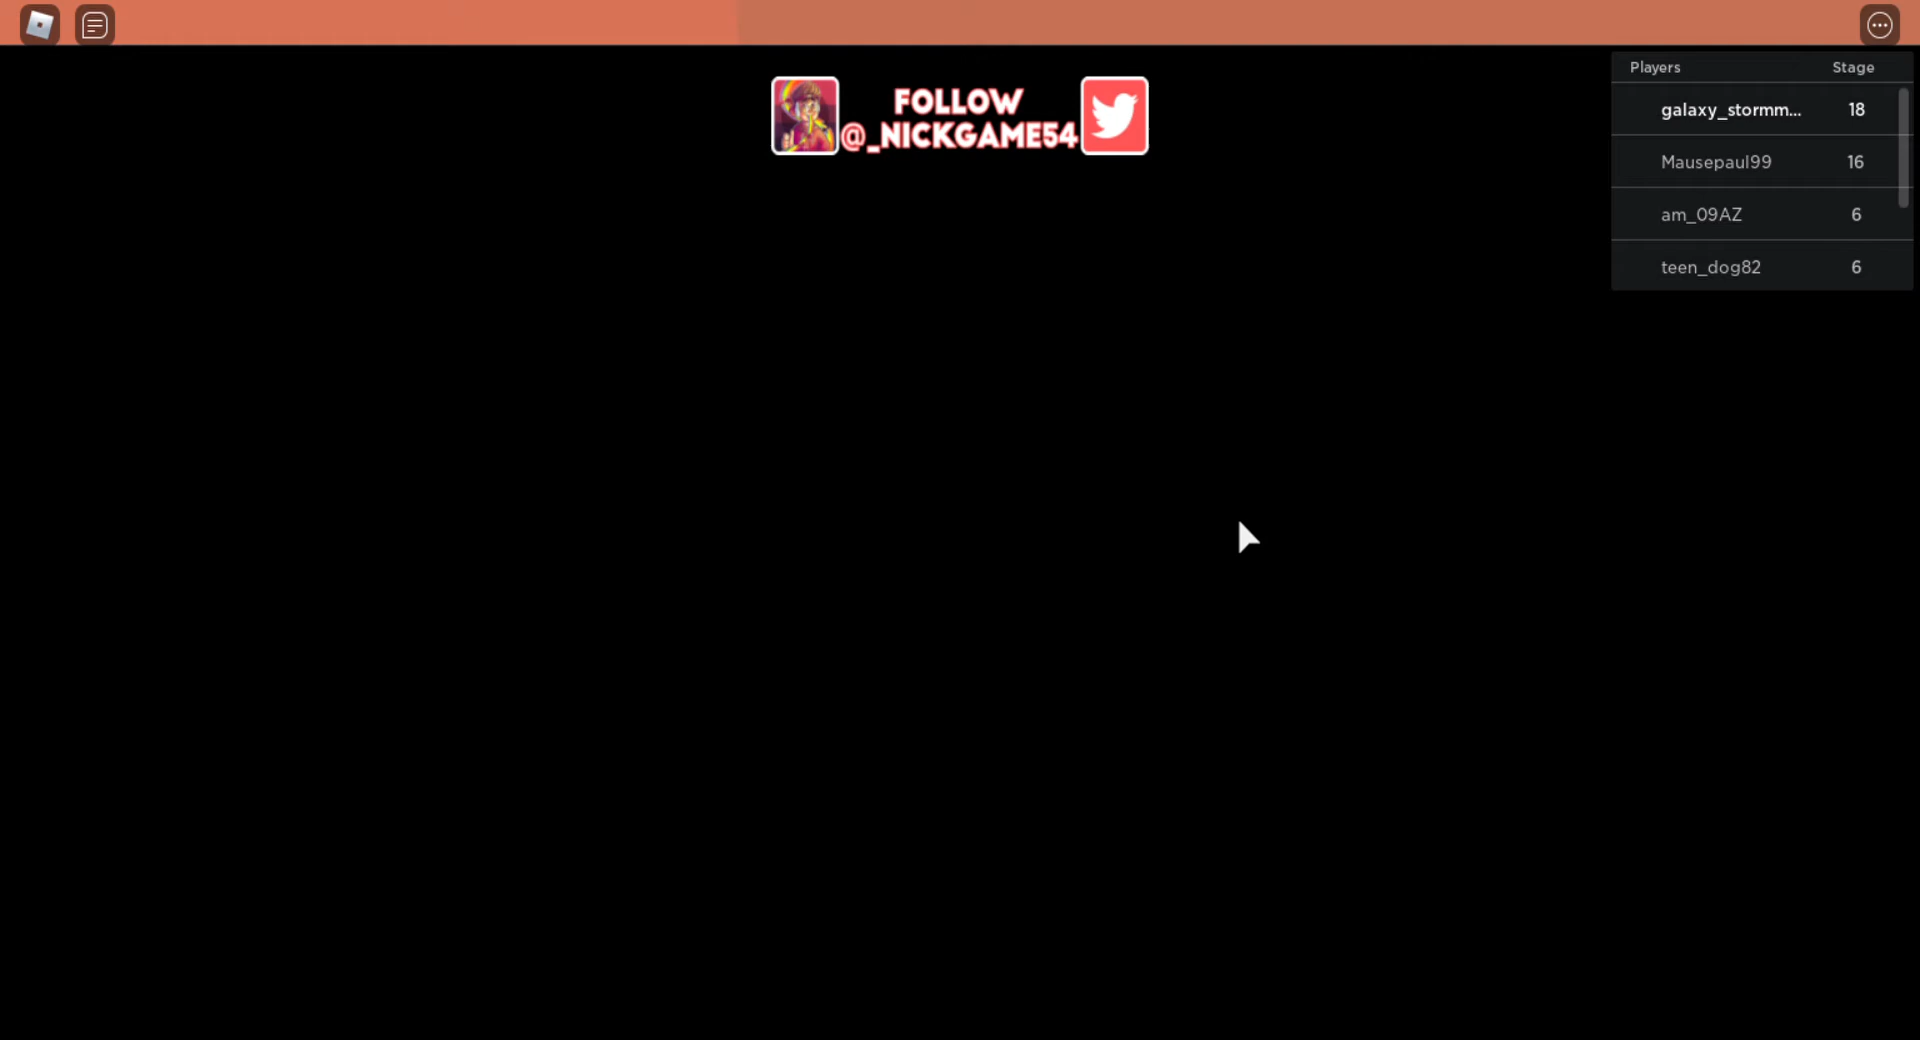 FOLLOW
@_NICKGAME54
Players Stage
galaxy_stormm... 18
Mausepaul99 16
am_09AZ 6
teen_dog82 6